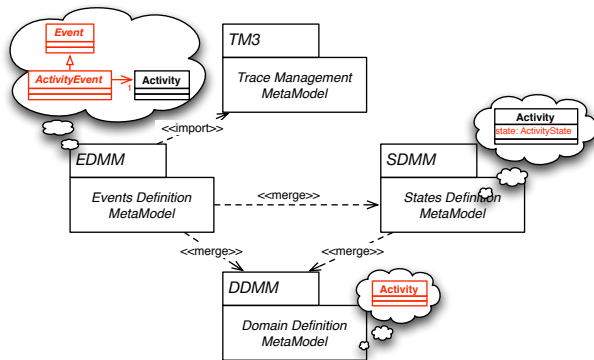 Event
ActivityEvent
1
Activity
TM3
Trace Management
MetaModel
Activity
state: ActivityState
<<import>>
EDMM
Events Definition
MetaModel
<<merge>>
SDMM
States Definition
MetaModel
<<merge>>
<<merge>>
DDMM
Domain Definition
MetaModel
Activity